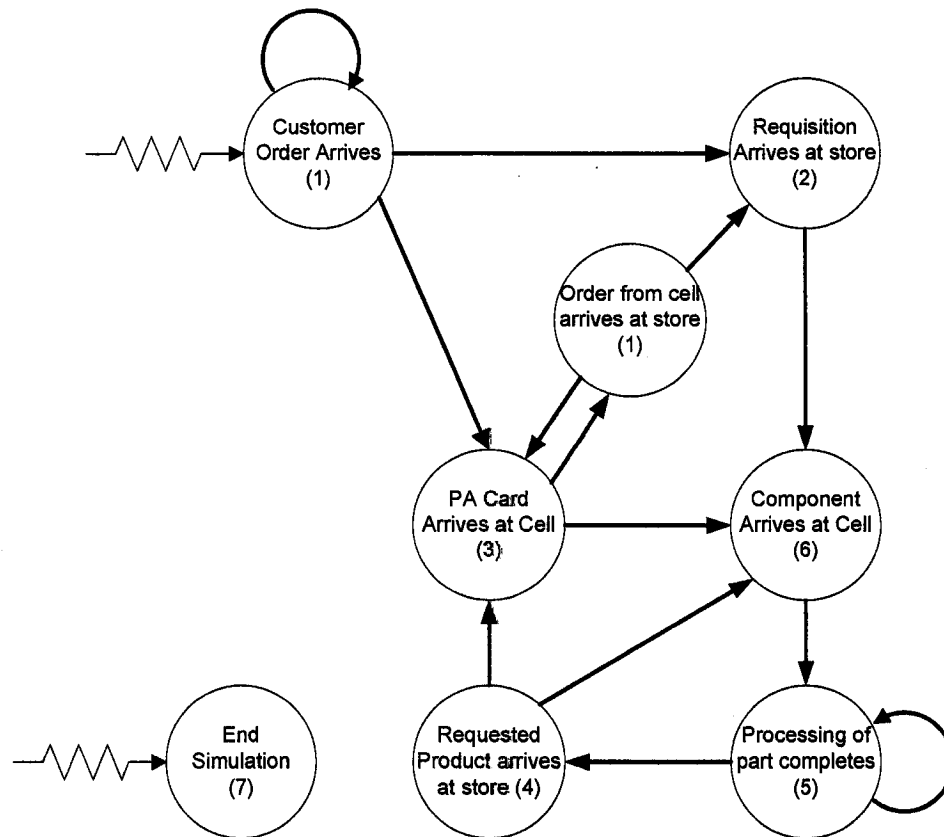 Customer
Order Arrives
(1)
Requisition
Arrives at store
(2)
Order from cell
arrives at store
(1)
PA Card
Arrives at Cell
(3)
Component
Arrives at Cell
(6)
End
Simulation
(7)
Requested
Product arrives
at store (4)
Processing of
part completes
(5)